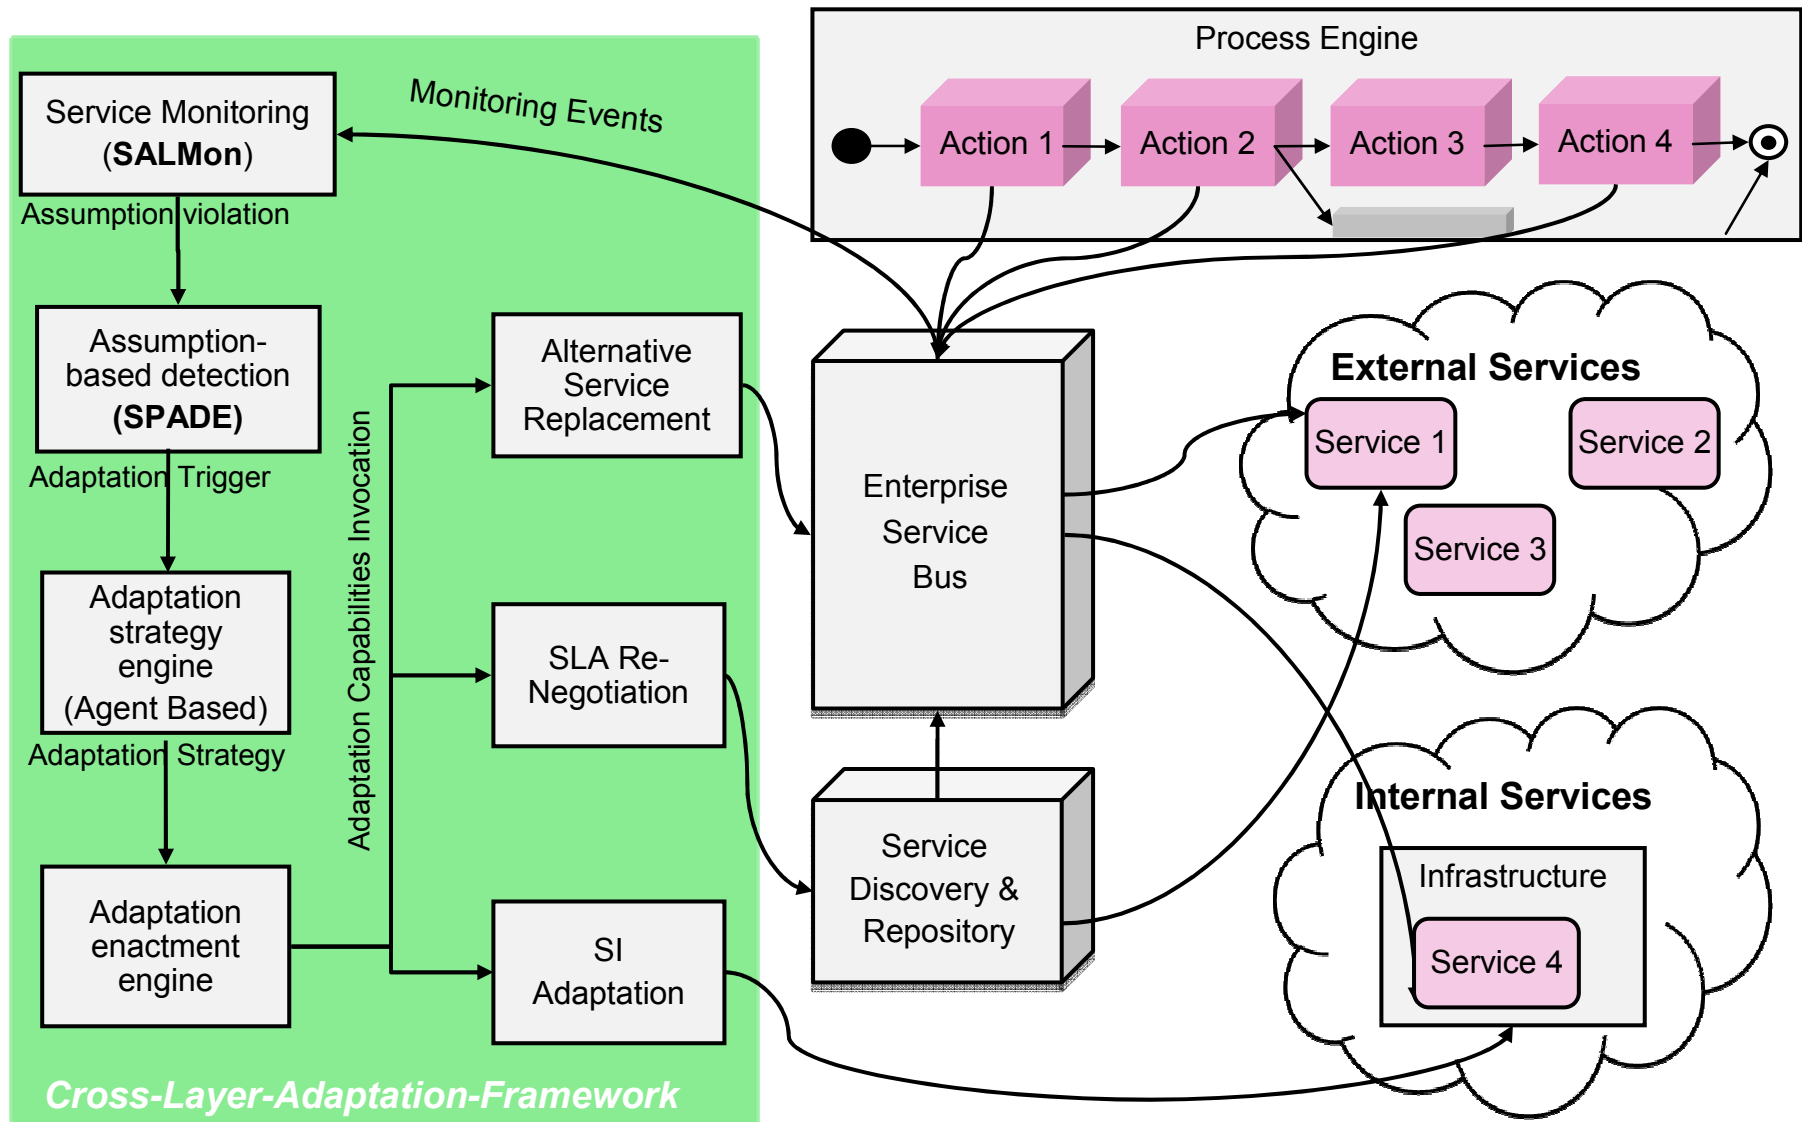 Process Engine
Action 1
Action 2
Action 3
Action 4
Monitoring Events
Service Monitoring
(SALMon)
Assumption violation
Assumption-
based detection
(SPADE)
Adaptation Trigger
Adaptation
strategy
engine
(Agent Based)
Adaptation Strategy
Adaptation
enactment
engine
Adaptation Capabilities Invocation
Alternative
Service
Replacement
SLA Re-
Negotiation
SI
Adaptation
Cross-Layer-Adaptation-Framework
Enterprise
Service
Bus
Service
Discovery &
Repository
External Services
Service 1
Service 2
Service 3
Internal Services
Infrastructure
Service 4